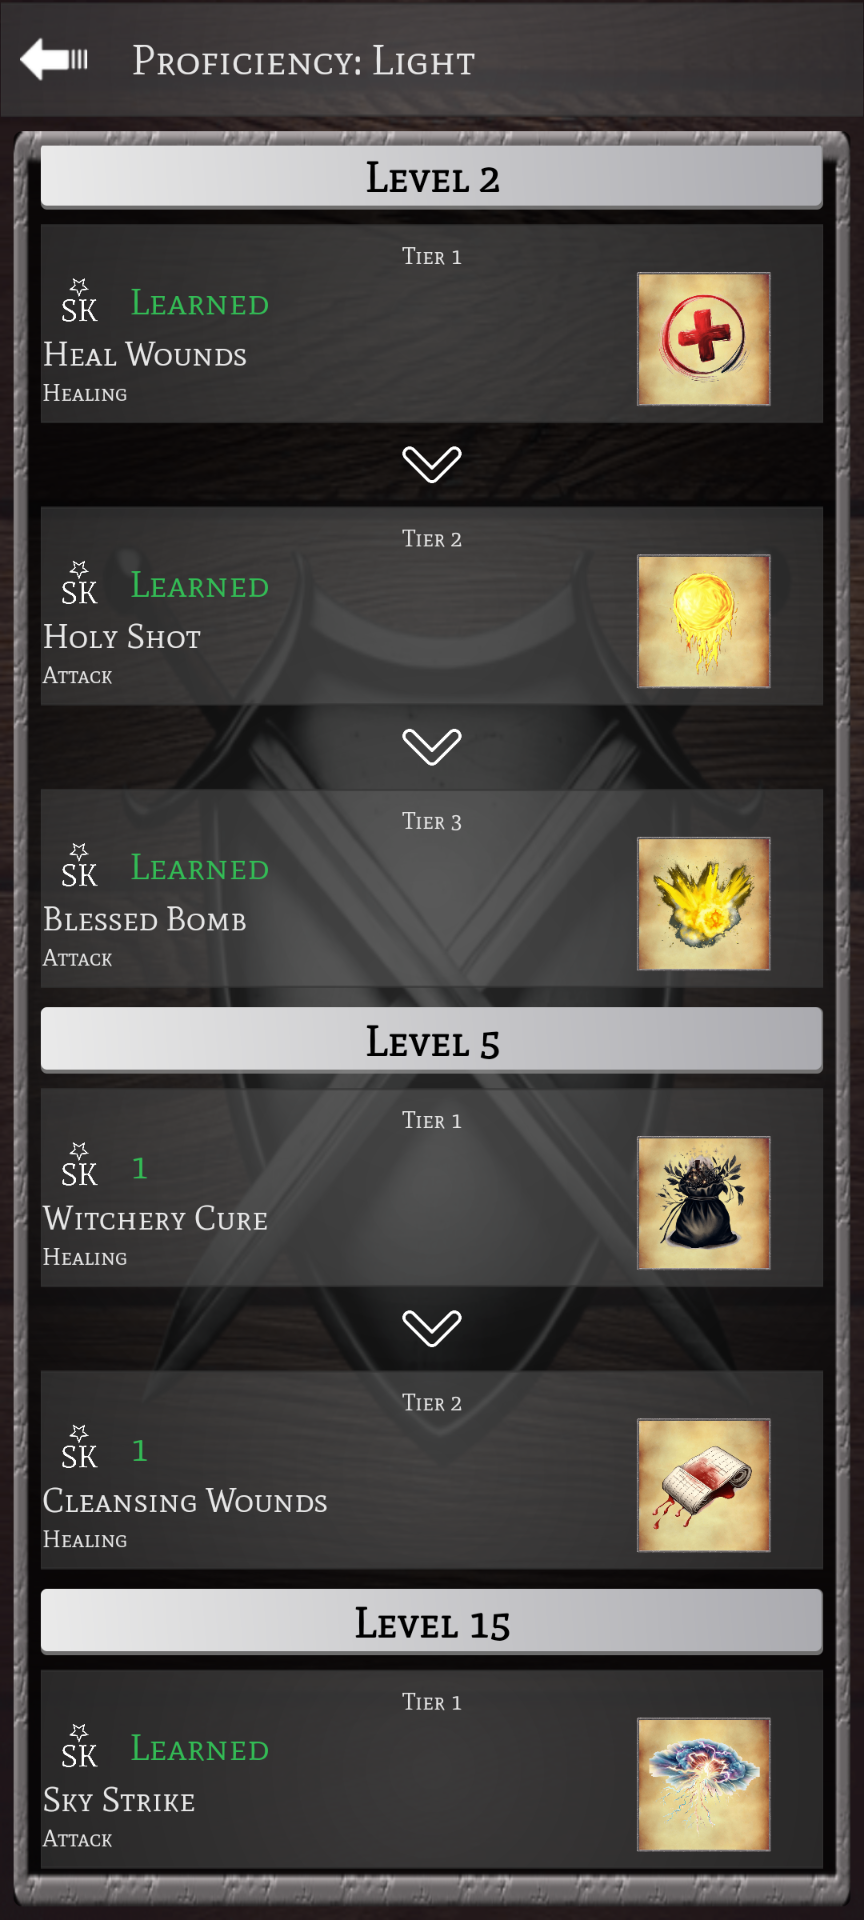 Proficiency: Light
Level 2
Tier 1
SK Learned
Heal Wounds
Healing
Tier 2
SK Learned
Holy Shot
Attack
Tier 3
SK Learned
Blessed Bomb
Attack
Level 5
Tier 1
SK 1
Witchery Cure
Healing
Tier 2
SK 1
Cleansing Wounds
Healing
Level 15
Tier 1
SK Learned
Sky Strike
Attack